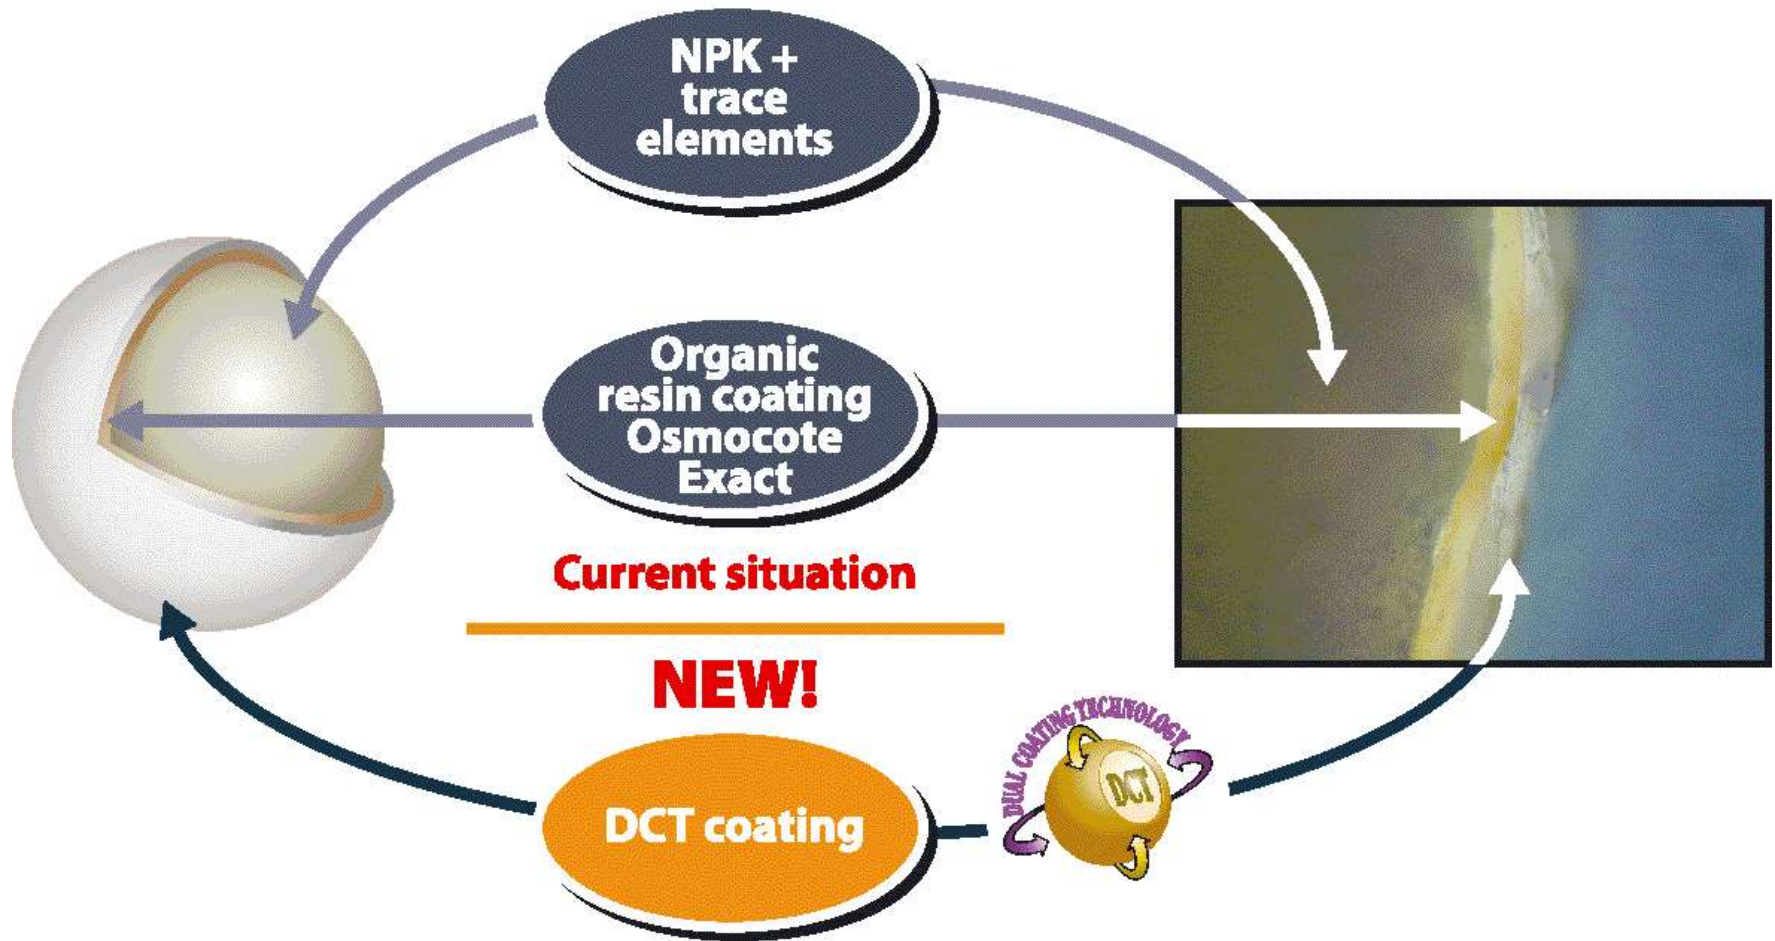 NPK +
trace
elements
Organic
resin coating
Osmocote
Exact
Current situation
NEW!
DUAL COATING TECHNOLOGY
DCT
DCT coating